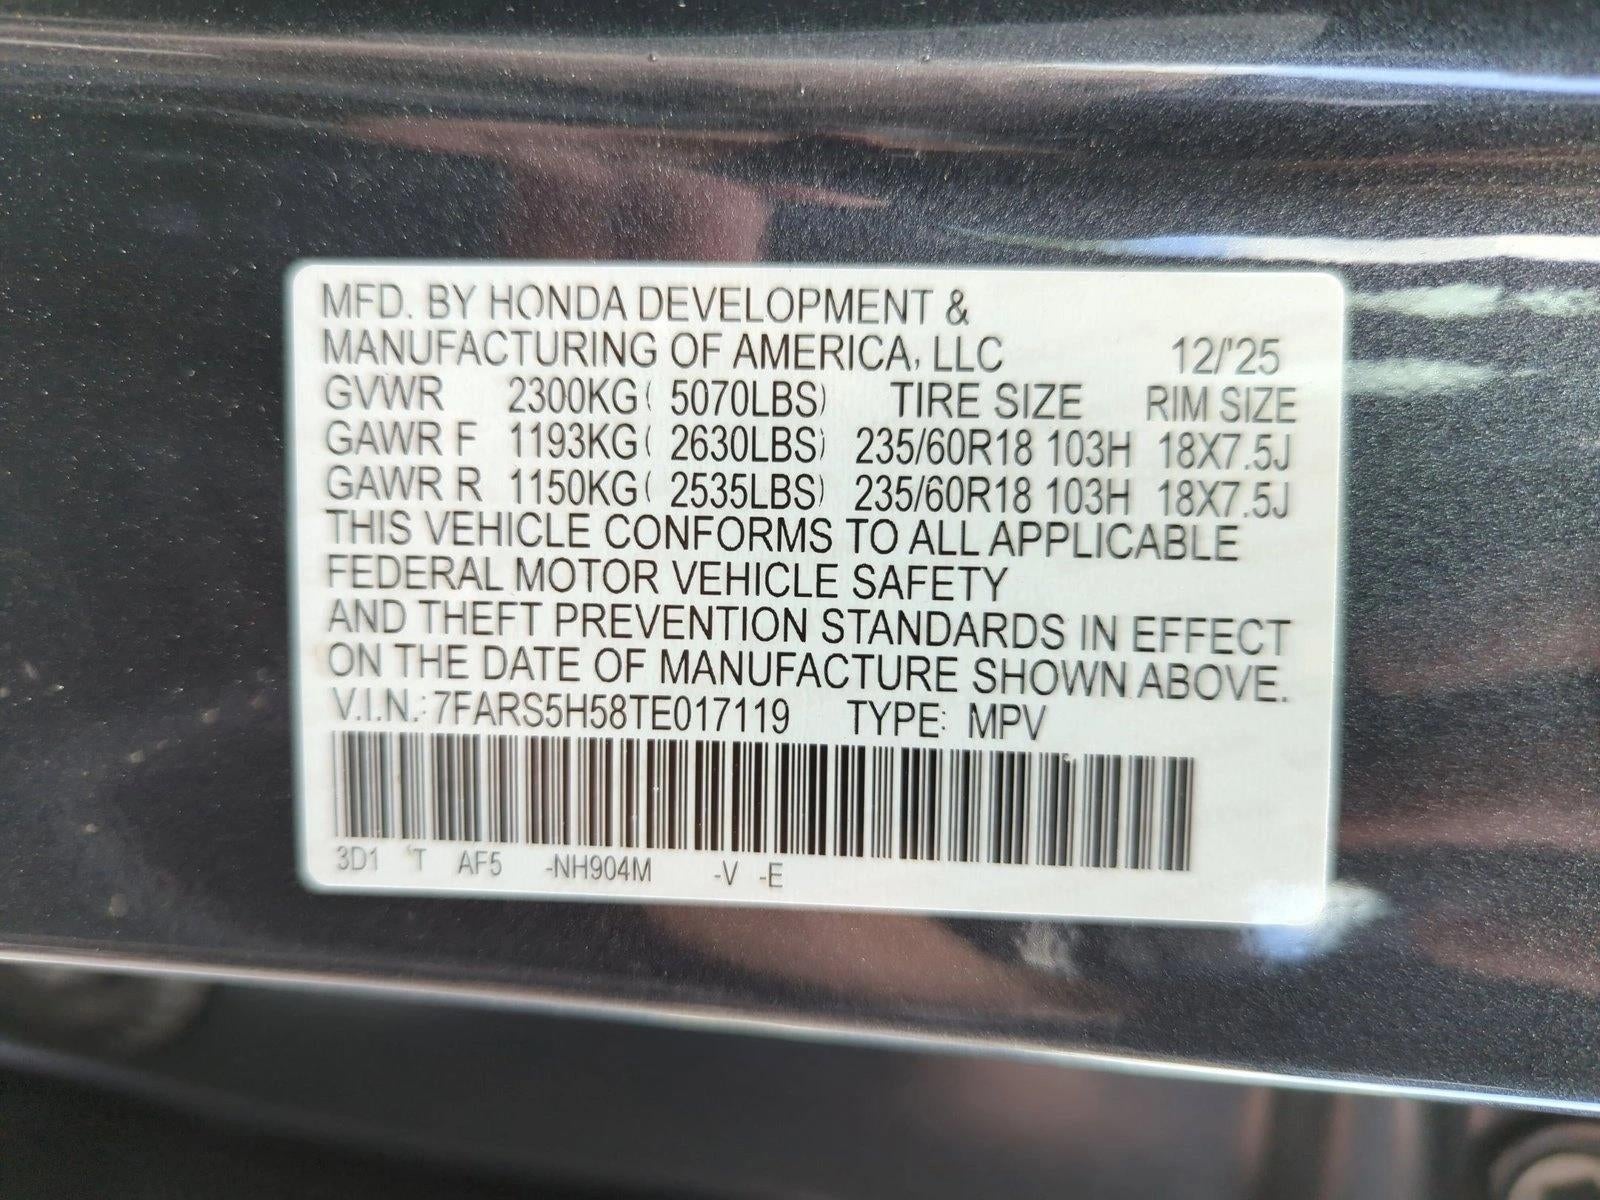 MFD. BY HONDA DEVELOPMENT &
MANUFACTURING OF AMERICA, LLC 12/'25
GVWR 2300KG( 5070LBS) TIRE SIZE RIM SIZE
GAWR F 1193KG( 2630LBS) 235/60R18 103H 18X7.5J
GAWR R 1150KG( 2535LBS) 235/60R18 103H 18X7.5J
THIS VEHICLE CONFORMS TO ALL APPLICABLE
FEDERAL MOTOR VEHICLE SAFETY
AND THEFT PREVENTION STANDARDS IN EFFECT
ON THE DATE OF MANUFACTURE SHOWN ABOVE.
V.I.N.: 7FARS5H58TE017119 TYPE: MPV
3D1 'T AF5 -NH904M -V -E